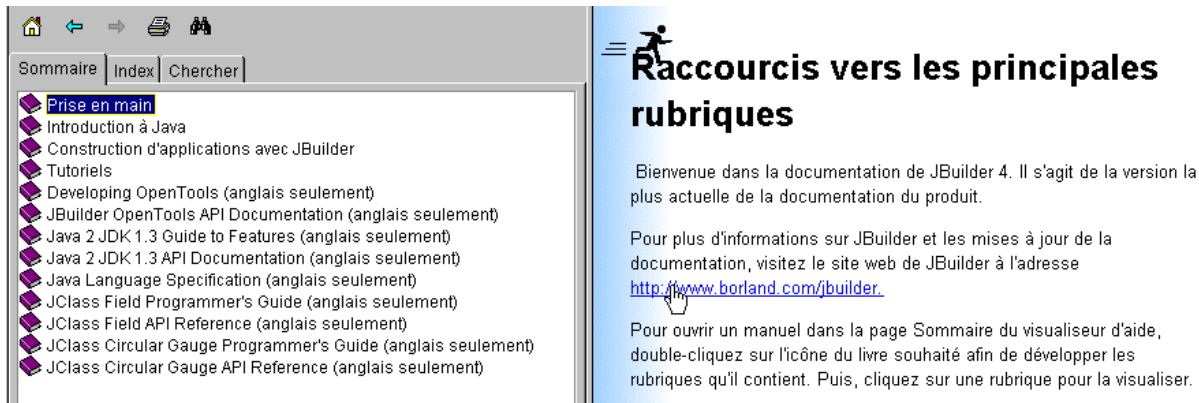 Sommaire Index Chercher
Prise en main
Introduction à Java
Construction d'applications avec JBuilder
Tutoriels
Developing OpenTools (anglais seulement)
JBuilder OpenTools API Documentation (anglais seulement)
Java 2 JDK 1.3 Guide to Features (anglais seulement)
Java 2 JDK 1.3 API Documentation (anglais seulement)
Java Language Specification (anglais seulement)
JClass Field Programmer's Guide (anglais seulement)
JClass Field API Reference (anglais seulement)
JClass Circular Gauge Programmer's Guide (anglais seulement)
JClass Circular Gauge API Reference (anglais seulement)
Raccourcis vers les principales
rubriques
Bienvenue dans la documentation de JBuilder 4. Il s'agit de la version la
plus actuelle de la documentation du produit.
Pour plus d'informations sur JBuilder et les mises à jour de la
documentation, visitez le site web de JBuilder à l'adresse
http://www.borland.com/jbuilder.
Pour ouvrir un manuel dans la page Sommaire du visualiseur d'aide,
double-cliquez sur l'icône du livre souhaité afin de développer les
rubriques qu'il contient. Puis, cliquez sur une rubrique pour la visualiser.